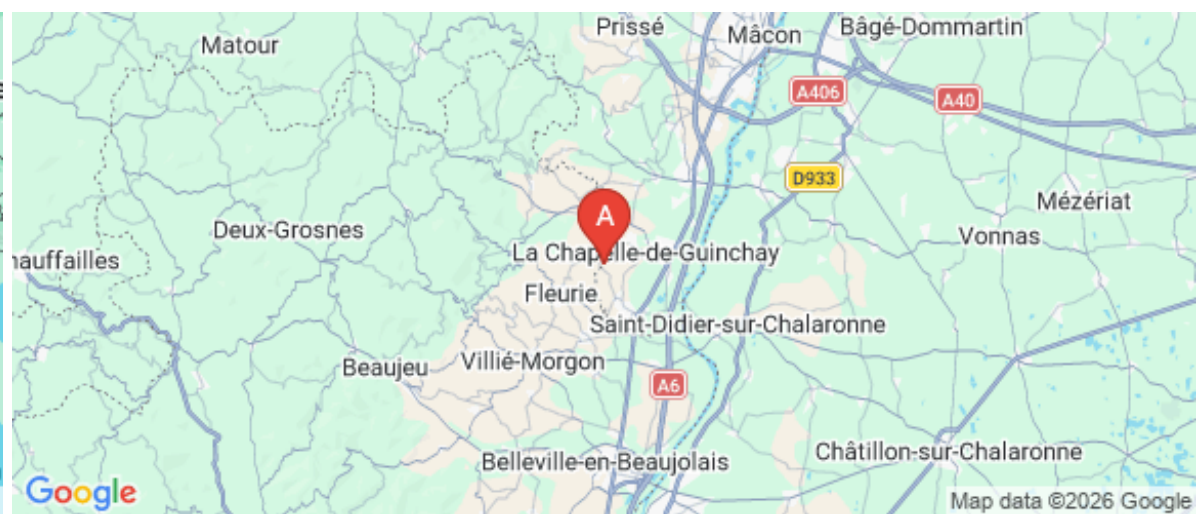 Prissé
Mâcon
Bâgé-Dommartin
Matour
A406
A40
D933
Mézériat
A
Deux-Grosnes
Vonnas
hauffailles
La Chapelle-de-Guinchay
Fleurie
Saint-Didier-sur-Chalaronne
Beaujeu
Villié-Morgon
A6
Belleville-en-Beaujolais
Châtillon-sur-Chalaronne
Google
Map data ©2026 Google